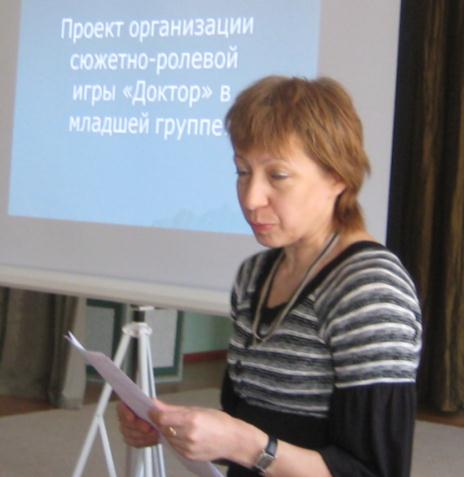 Проект организации
сюжетно-ролевой
игры «Доктор» в
младшей группе.